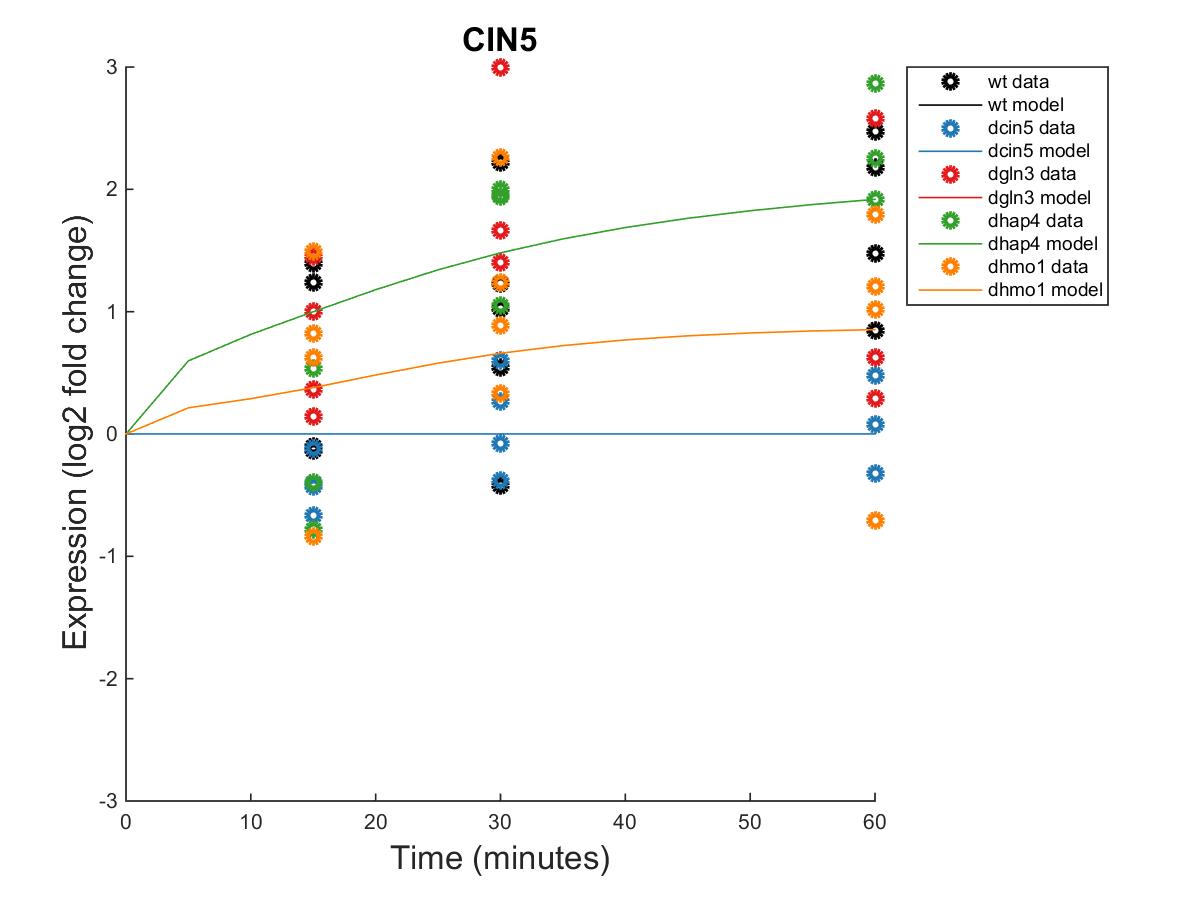 CIN5
3
2
1
0
-1
-2
-3
Expression (log2 fold change)
0 10 20 30 40 50 60
Time (minutes)
wt data
wt model
dcin5 data
dcin5 model
dgln3 data
dgln3 model
dhap4 data
dhap4 model
dhmo1 data
dhmo1 model